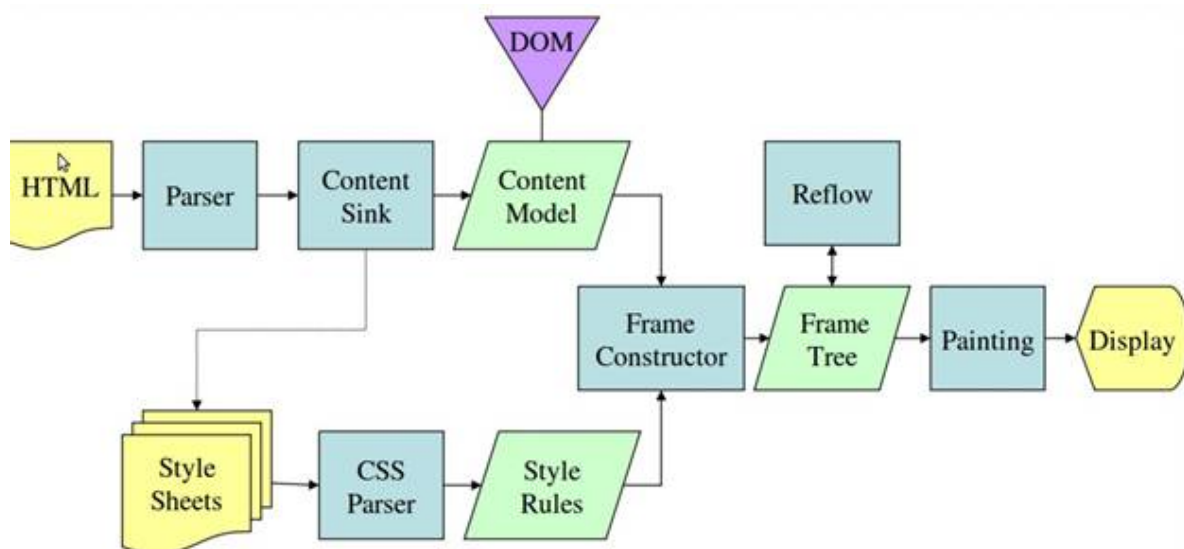 DOM
HTML
Parser
Content
Sink
Content
Model
Reflow
Frame
Constructor
Frame
Tree
Painting
Display
Style
Sheets
CSS
Parser
Style
Rules